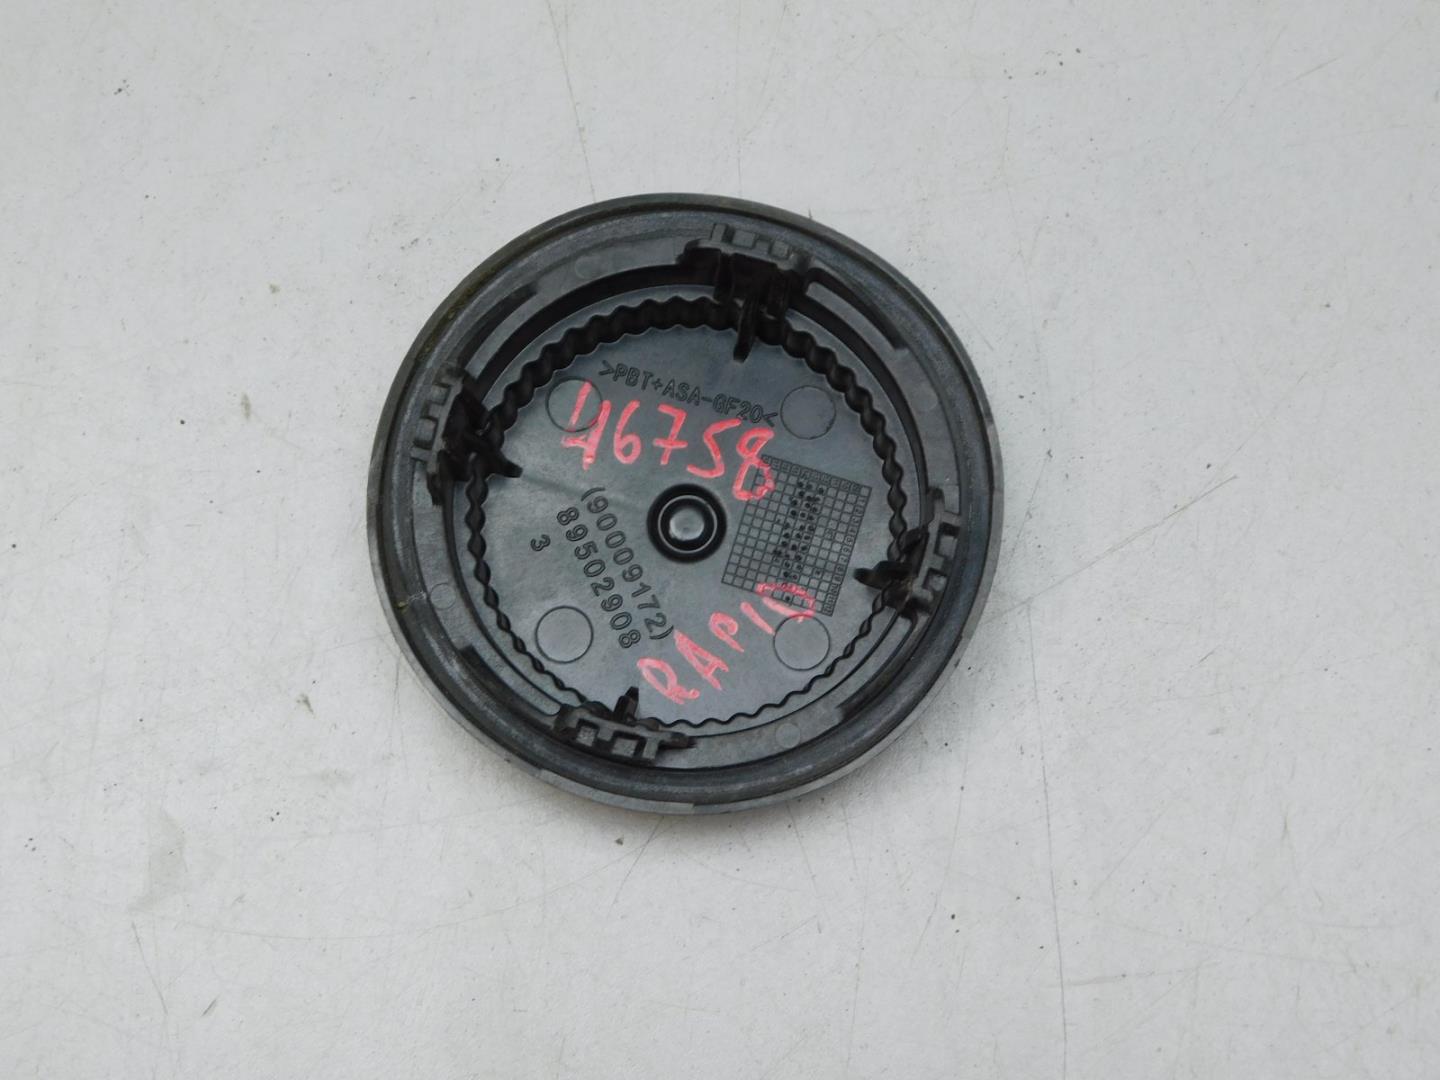 >PBT+ASA-GF20<
46758
(90009172)
89502908
3
RAPID